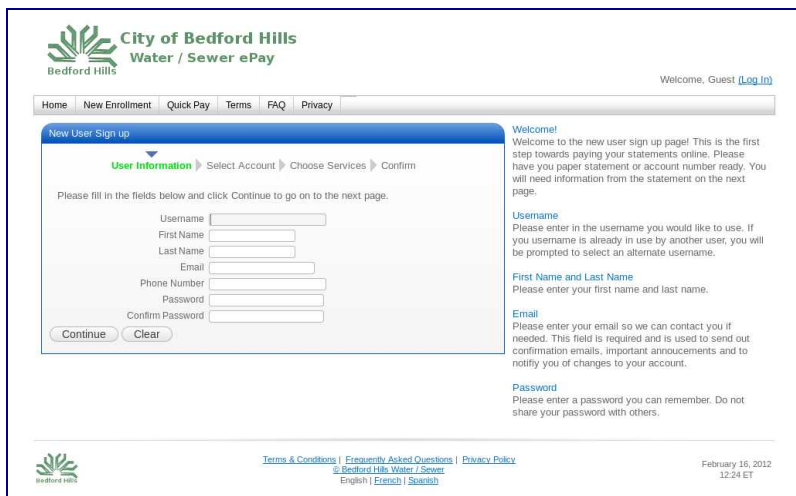 City of Bedford Hills
Water / Sewer ePay
Bedford Hills
Welcome, Guest (Log In)
Home New Enrollment Quick Pay Terms FAQ Privacy
New User Sign up
User Information Select Account Choose Services Confirm
Please fill in the fields below and click Continue to go on to the next page.
Username
First Name
Last Name
Email
Phone Number
Password
Confirm Password
Continue Clear
Welcome!
Welcome to the new user sign up page! This is the first
step towards paying your statements online. Please
have you paper statement or account number ready. You
will need information from the statement on the next
page.
Username
Please enter in the username you would like to use. If
you username is already in use by another user, you will
be prompted to select an alternate username.
First Name and Last Name
Please enter your first name and last name.
Email
Please enter your email so we can contact you if
needed. This field is required and is used to send out
confirmation emails, important annoucements and to
notifiy you of changes to your account.
Password
Please enter a password you can remember. Do not
share your password with others.
Bedford Hills
Terms & Conditions | Frequently Asked Questions | Privacy Policy
© Bedford Hills Water / Sewer
English | French | Spanish
February 16, 2012
12:24 ET